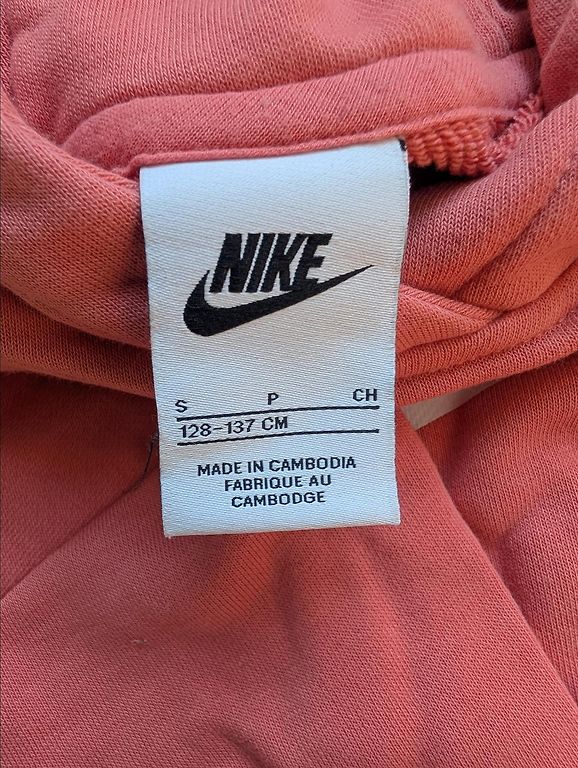 NIKE
S P CH
128-137 CM
MADE IN CAMBODIA
FABRIQUE AU
CAMBODGE